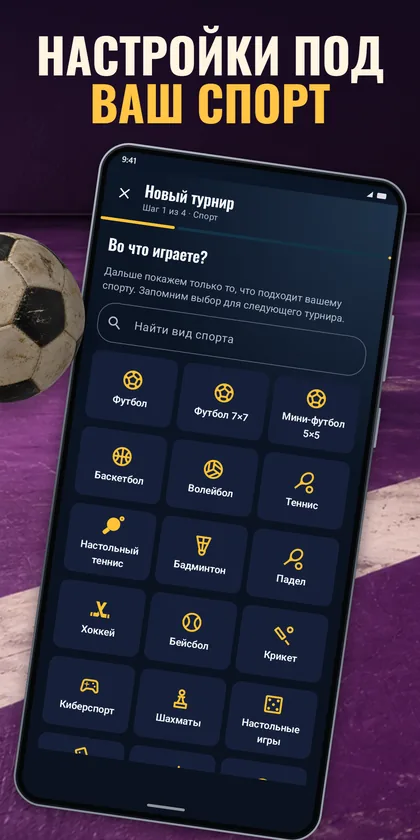 НАСТРОЙКИ ПОД
ВАШ СПОРТ
9:41
Новый турнир
Шаг 1 из 4 · Спорт
Во что играете?
Дальше покажем только то, что подходит вашему
спорту. Запомним выбор для следующего турнира.
Найти вид спорта
Футбол
Футбол 7×7
Мини-футбол
5×5
Баскетбол
Волейбол
Теннис
Настольный
теннис
Бадминтон
Падел
Хоккей
Бейсбол
Крикет
Киберспорт
Шахматы
Настольные
игры